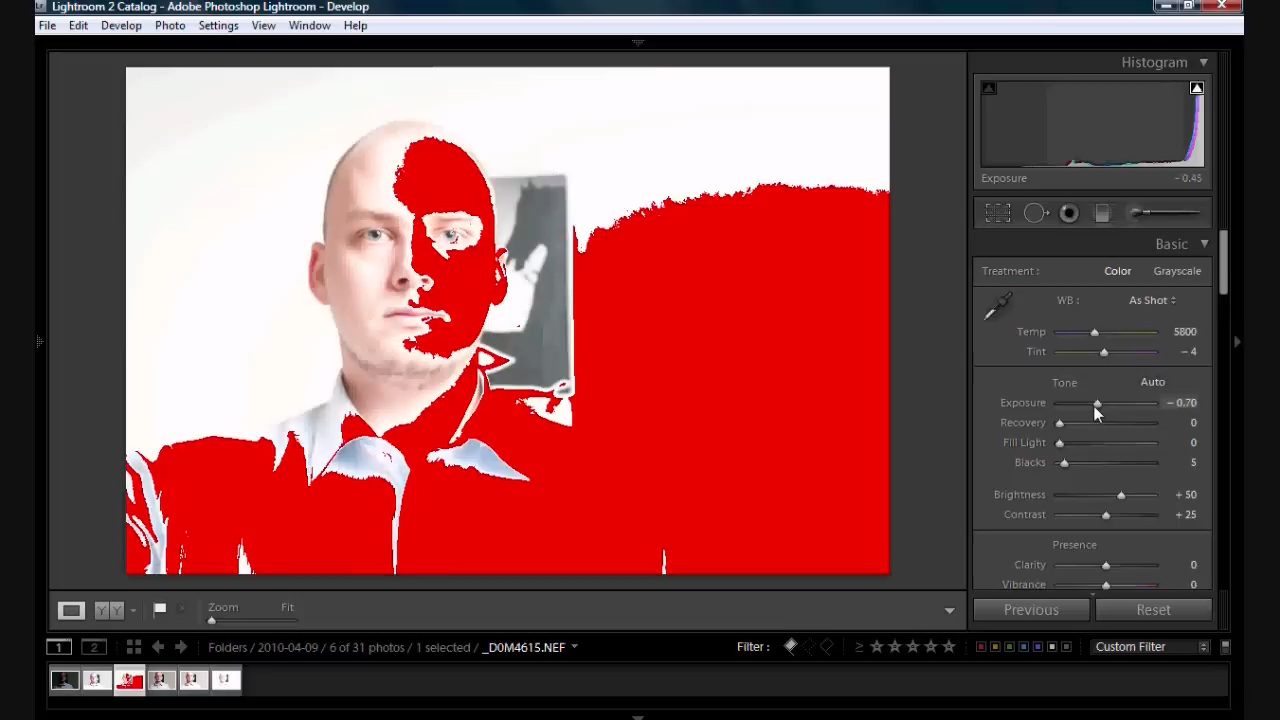 Lightroom 2 Catalog - Adobe Photoshop Lightroom - Develop
File Edit Develop Photo Settings View Window Help
Histogram
Exposure - 0.45
Basic
Treatment : Color Grayscale
WB : As Shot
Temp 5800
Tint - 4
Tone Auto
Exposure - 0.70
Recovery 0
Fill Light 0
Blacks 5
Brightness + 50
Contrast + 25
Presence
Clarity 0
Vibrance 0
Y Y Zoom Fit
Previous Reset
1 2 Folders / 2010-04-09 / 6 of 31 photos / 1 selected / _D0M4615.NEF Filter : ≥ ★ ★ ★ ★ ★ Custom Filter